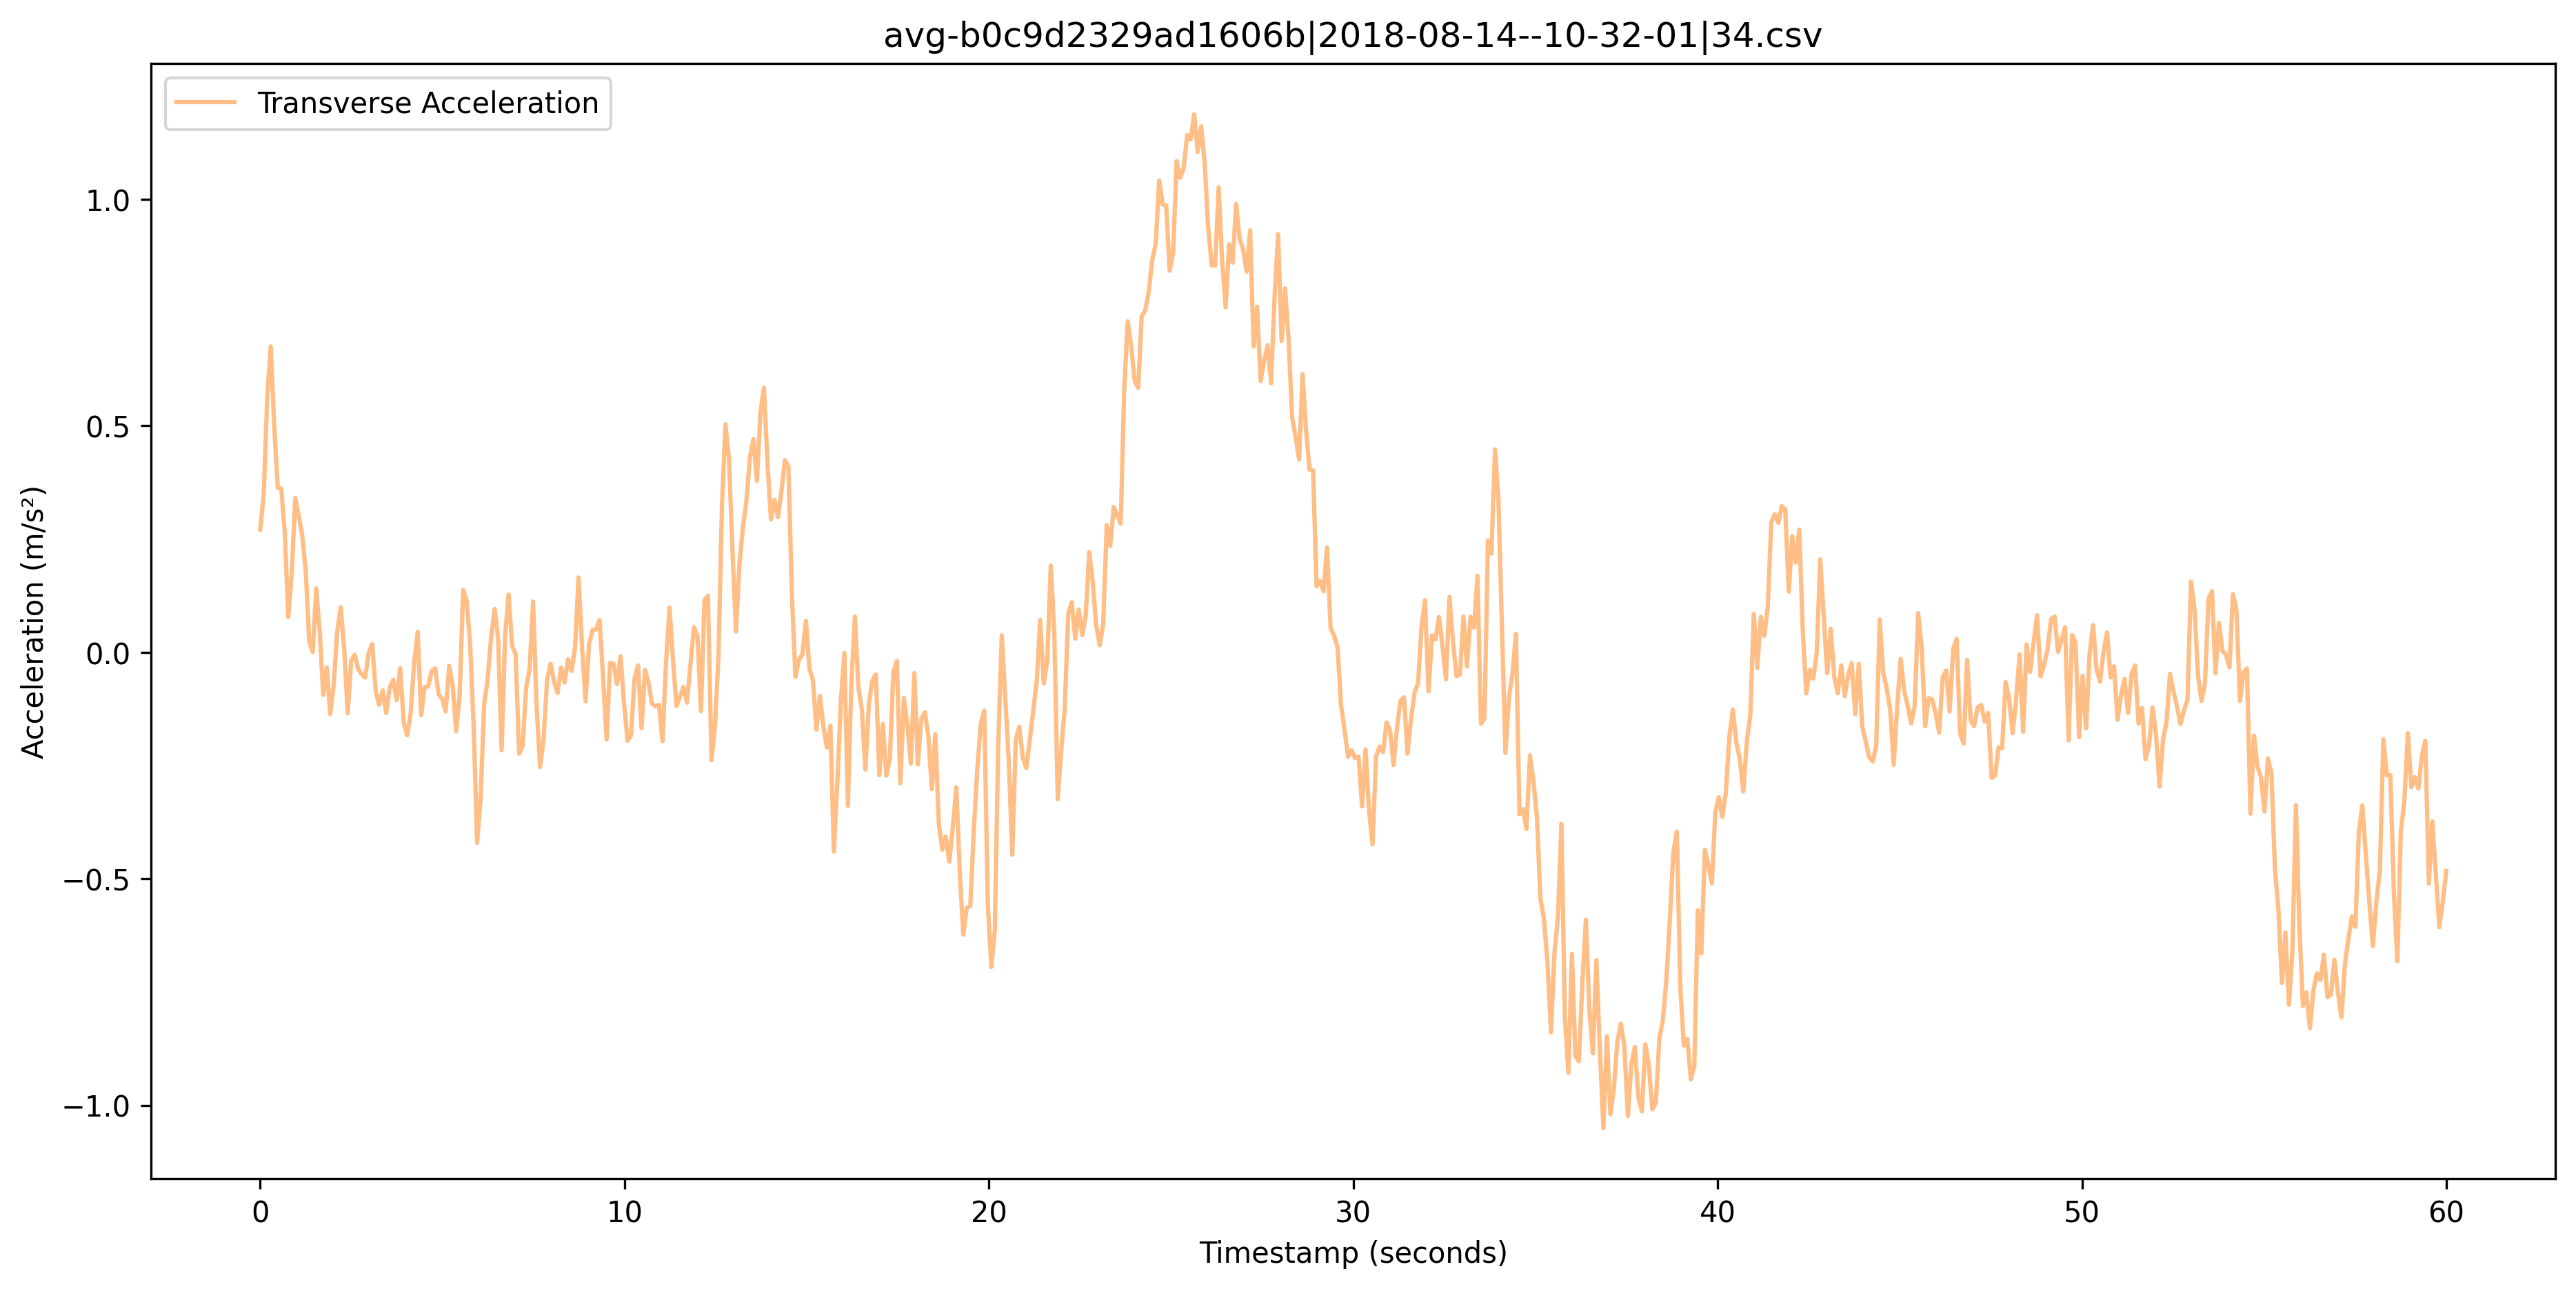 avg-b0c9d2329ad1606b|2018-08-14--10-32-01|34.csv
Transverse Acceleration
Acceleration (m/s²)
1.0
0.5
0.0
−0.5
−1.0
0 10 20 30 40 50 60
Timestamp (seconds)